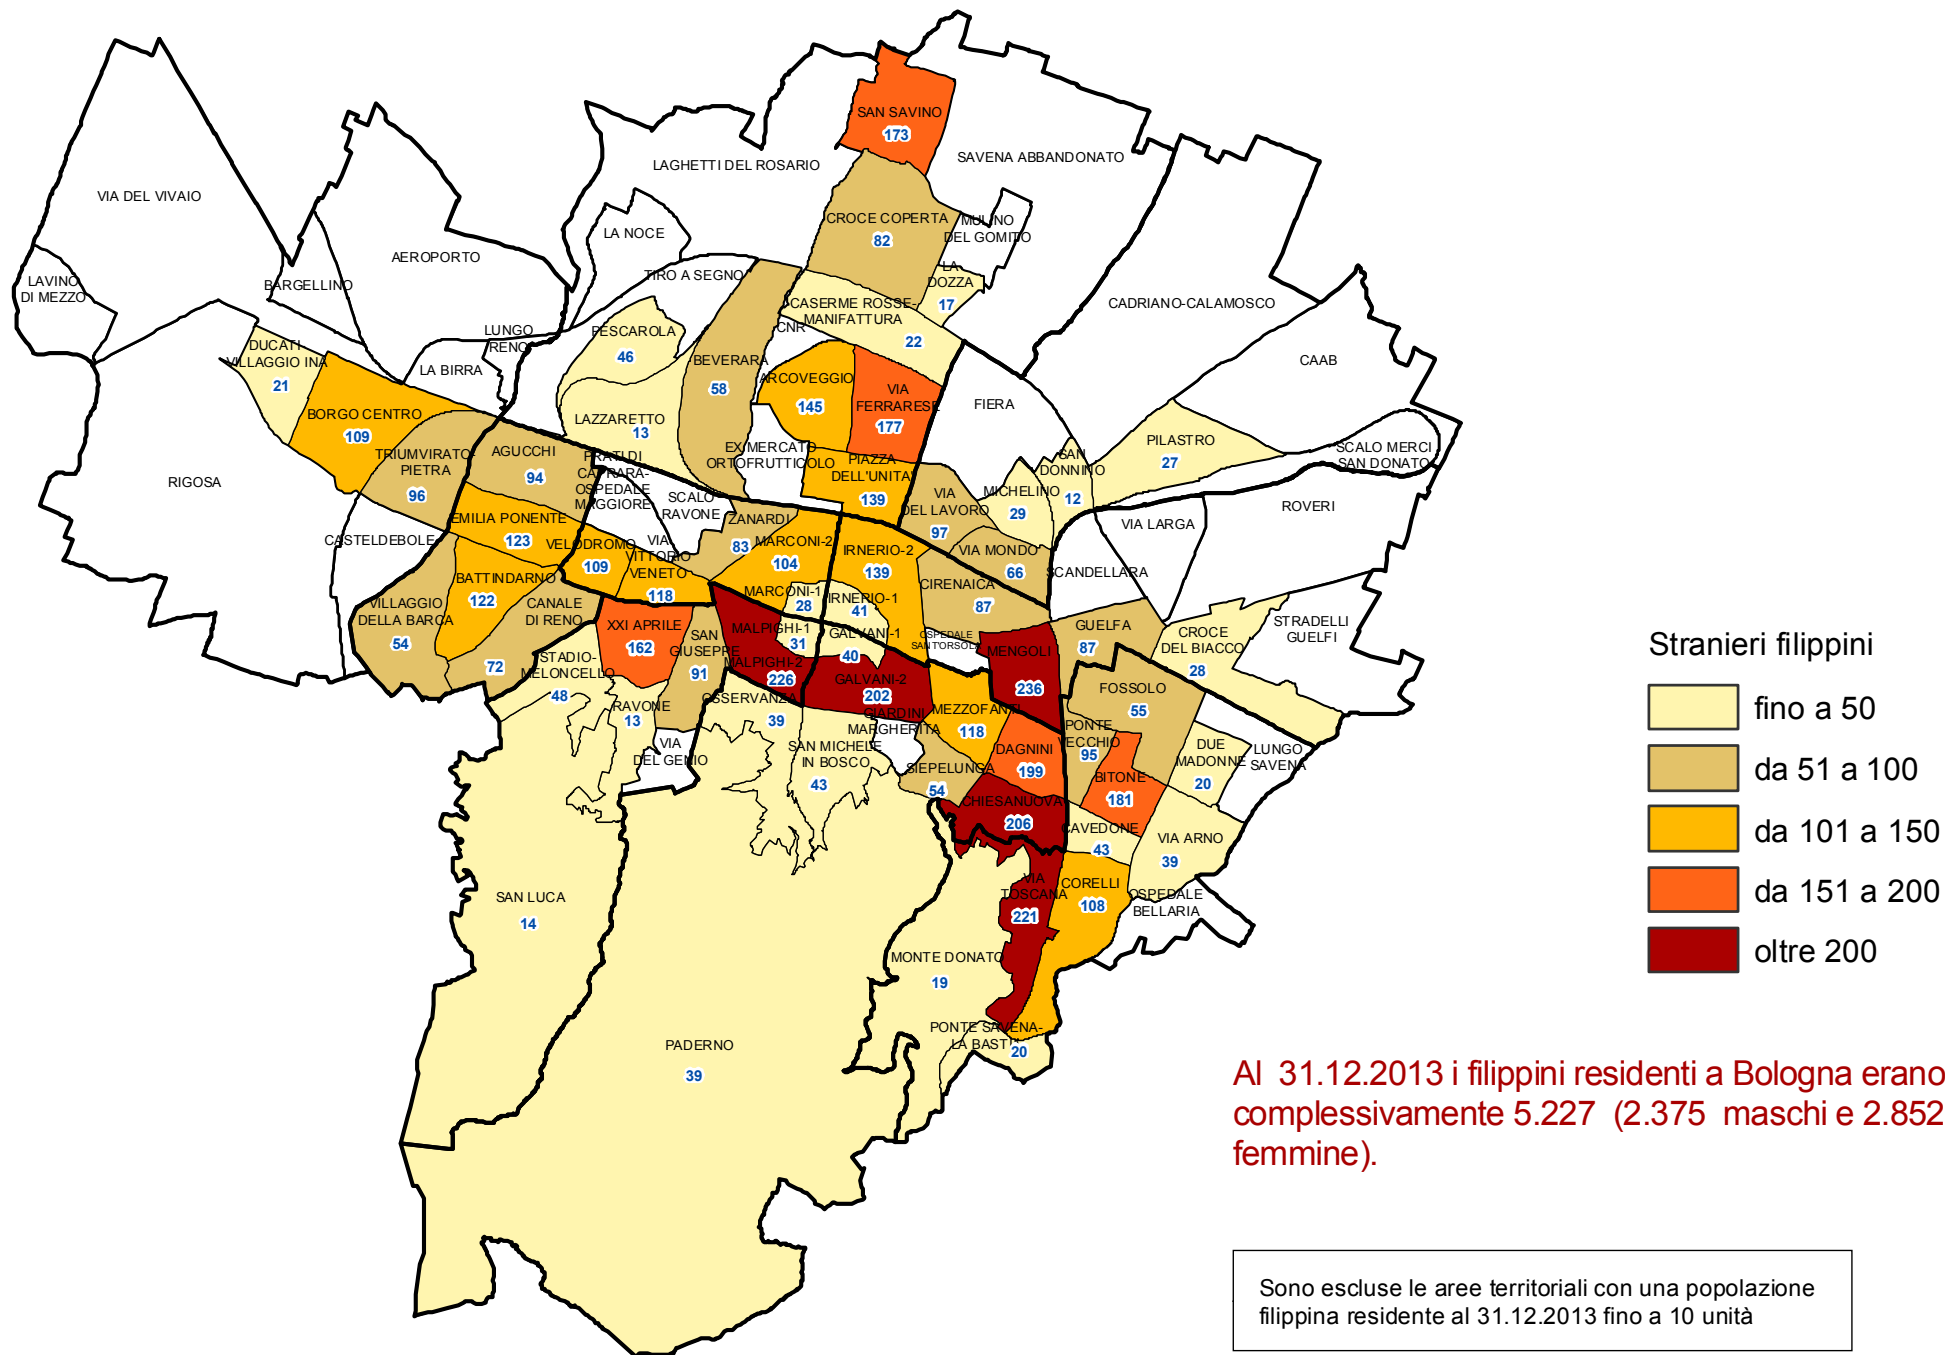 SAN SAVINO
173
SAVENA ABBANDONATO
LAGHETTI DEL ROSARIO
VIA DEL VIVAIO
CROCE COPERTA
82
MULINO
DEL GOMITO
LA NOCE
AEROPORTO
TIRO A SEGNO
LA
DOZZA
17
LAVINO
DI MEZZO
BARGELLINO
CADRIANO-CALAMOSCO
CASERME ROSSE-
MANIFATTURA
22
CNR
LUNGO
RENO
PESCAROLA
46
DUCATI-
VILLAGGIO INA
21
LA BIRRA
BEVERARA
58
ARCOVEGGIO
145
VIA
FERRARESE
177
CAAB
FIERA
BORGO CENTRO
109
LAZZARETTO
13
TRIUMVIRATO-
PIETRA
96
AGUCCHI
94
PRATI DI
CAPRARA-
OSPEDALE
MAGGIORE
EX MERCATO
ORTOFRUTTICOLO
PIAZZA
DELL'UNITA'
139
SAN
DONNINO
12
PILASTRO
27
SCALO MERCI
SAN DONATO
RIGOSA
SCALO
RAVONE
VIA
DEL LAVORO
97
MICHELINO
29
ROVERI
EMILIA PONENTE
123
ZANARDI
83
VIA LARGA
CASTELDEBOLE
VELODROMO
109
VIA
VITTORIO
VENETO
118
MARCONI-2
104
IRNERIO-2
139
VIA MONDO
66
SCANDELLARA
BATTINDARNO
122
CIRENAICA
87
VILLAGGIO
DELLA BARCA
54
CANALE
DI RENO
72
MARCONI-1
28
IRNERIO-1
41
XXI APRILE
162
SAN
GIUSEPPE
91
MALPIGHI-1
31
GALVANI-1
40
OSPEDALE
SANT'ORSOLA
MENGOLI
236
GUELFA
87
CROCE
DEL BIACCO
28
STRADELLI
GUELFI
STADIO-
MELONCELLO
48
MALPIGHI-2
226
GALVANI-2
202
FOSSOLO
55
OSSERVANZA
39
RAVONE
13
GIARDINI
MARGHERITA
MEZZOFANTI
118
PONTE
VECCHIO
95
VIA
DEL GENIO
SAN MICHELE
IN BOSCO
43
DAGNINI
199
DUE
MADONNE
20
LUNGO
SAVENA
SIEPELUNGA
54
BITONE
181
CHIESANUOVA
206
CAVEDONE
43
VIA ARNO
39
SAN LUCA
14
VIA
TOSCANA
221
CORELLI
108
OSPEDALE
BELLARIA
MONTE DONATO
19
PONTE SAVENA-
20
PADERNO
39
Stranieri filippini
fino a 50
da 51 a 100
da 101 a 150
da 151 a 200
oltre 200
Al 31.12.2013 i filippini residenti a Bologna erano
complessivamente 5.227 (2.375 maschi e 2.852
femmine).
Sono escluse le aree territoriali con una popolazione
filippina residente al 31.12.2013 fino a 10 unità